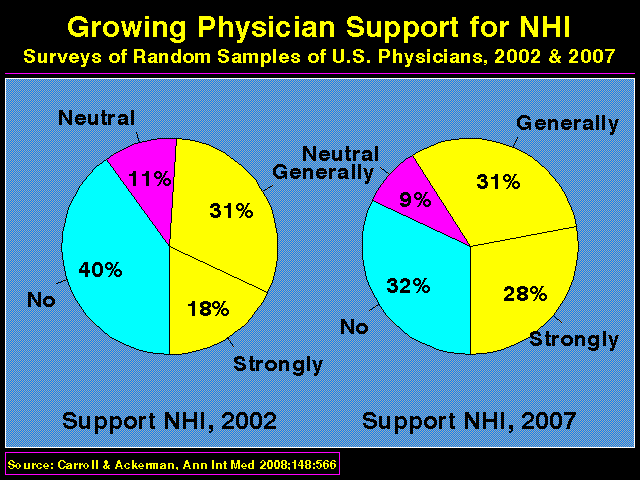 Growing Physician Support for NHI
Surveys of Random Samples of U.S. Physicians, 2002 & 2007
Neutral
11%
Generally
31%
40%
No
18%
Strongly
Support NHI, 2002
Generally
Neutral
31%
9%
32%
No
28%
Strongly
Support NHI, 2007
Source: Carroll & Ackerman, Ann Int Med 2008;148:566